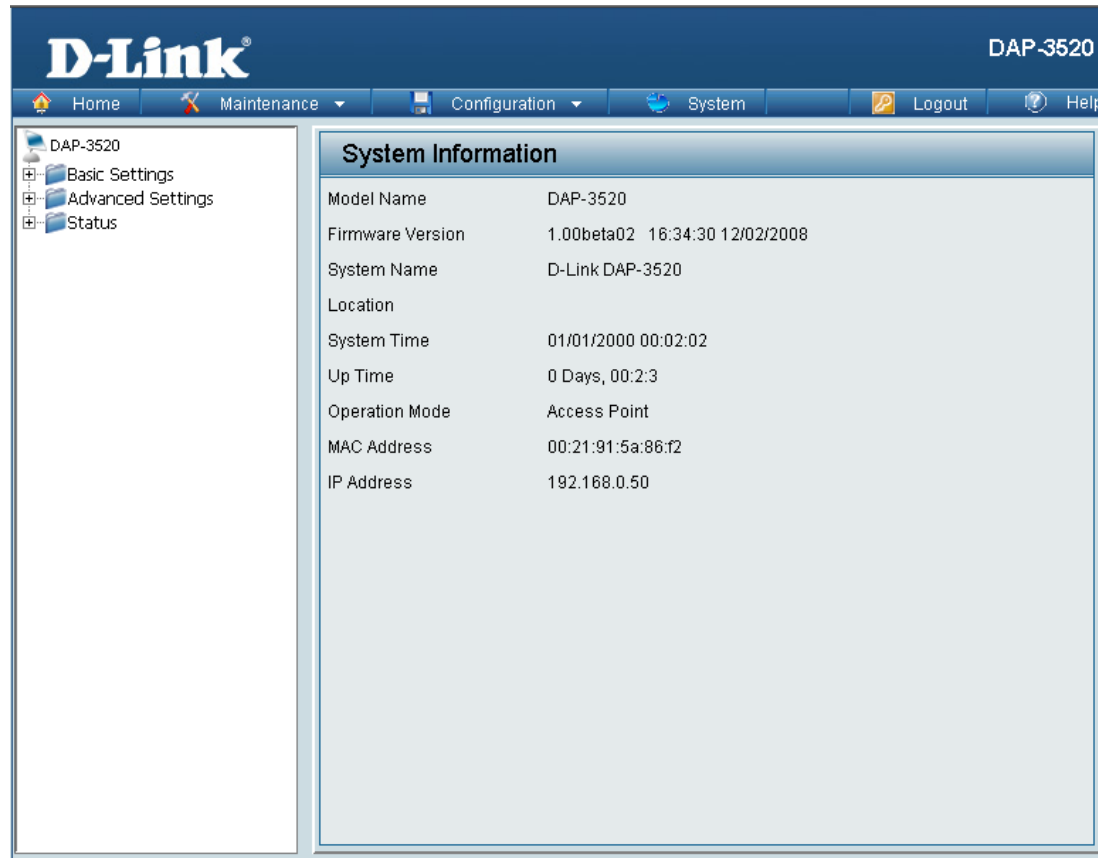 D-Link®
DAP-3520
Home Maintenance Configuration System Logout Help
DAP-3520
Basic Settings
Advanced Settings
Status
System Information
Model Name DAP-3520
Firmware Version 1.00beta02 16:34:30 12/02/2008
System Name D-Link DAP-3520
Location
System Time 01/01/2000 00:02:02
Up Time 0 Days, 00:2:3
Operation Mode Access Point
MAC Address 00:21:91:5a:86:f2
IP Address 192.168.0.50